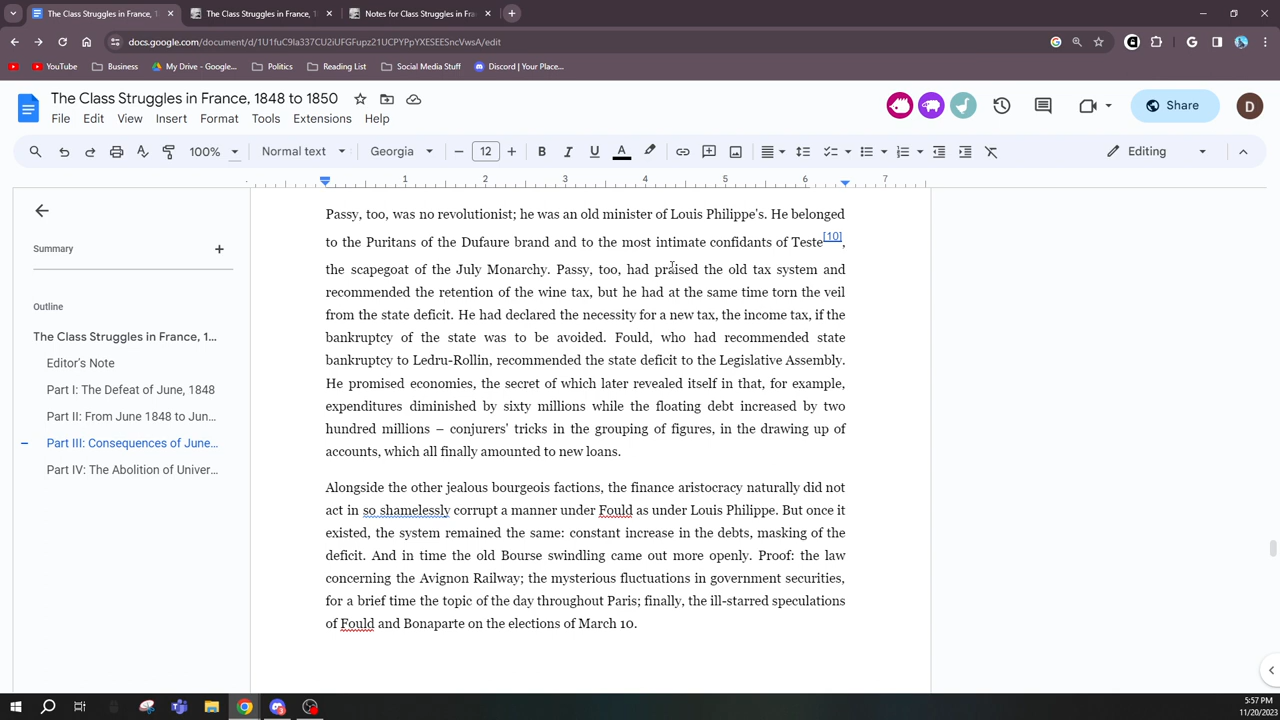 The Class Struggles in France, 18
The Class Struggles in France, 1
Notes for Class Struggles in Fra
docs.google.com/document/d/1U1fuC9la337CU2iUFGFupz21UCPYPpYXESEESncVwsA/edit
YouTube
Business
My Drive - Google...
Politics
Reading List
Social Media Stuff
Discord | (Your Place...
The Class Struggles in France, 1848 to 1850
Share
D
File Edit View Insert Format Tools Extensions Help
100% Normal text Georgia 12 Editing
1 2 3 4 5 6 7
Summary
Outline
The Class Struggles in France, 1...
Editor's Note
Part I: The Defeat of June, 1848
Part II: From June 1848 to Jun...
Part III: Consequences of June...
Part IV: The Abolition of Univer...
Passy, too, was no revolutionist; he was an old minister of Louis Philippe's. He belonged
to the Puritans of the Dufaure brand and to the most intimate confidants of Teste[10],
the scapegoat of the July Monarchy. Passy, too, had praised the old tax system and
recommended the retention of the wine tax, but he had at the same time torn the veil
from the state deficit. He had declared the necessity for a new tax, the income tax, if the
bankruptcy of the state was to be avoided. Fould, who had recommended state
bankruptcy to Ledru-Rollin, recommended the state deficit to the Legislative Assembly.
He promised economies, the secret of which later revealed itself in that, for example,
expenditures diminished by sixty millions while the floating debt increased by two
hundred millions – conjurers' tricks in the grouping of figures, in the drawing up of
accounts, which all finally amounted to new loans.
Alongside the other jealous bourgeois factions, the finance aristocracy naturally did not
act in so shamelessly corrupt a manner under Fould as under Louis Philippe. But once it
existed, the system remained the same: constant increase in the debts, masking of the
deficit. And in time the old Bourse swindling came out more openly. Proof: the law
concerning the Avignon Railway; the mysterious fluctuations in government securities,
for a brief time the topic of the day throughout Paris; finally, the ill-starred speculations
of Fould and Bonaparte on the elections of March 10.
5:57 PM
11/20/2023